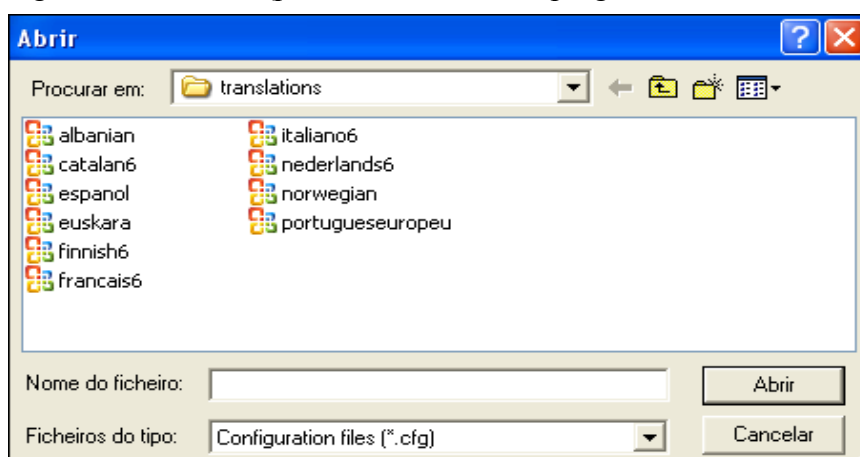 Abrir
Procurar em: translations
albanian italiano6
catalan6 nederlands6
espanol norwegian
euskara portugueseuropeu
finnish6
francais6
Nome do ficheiro: Abrir
Ficheiros do tipo: Configuration files (*.cfg) Cancelar